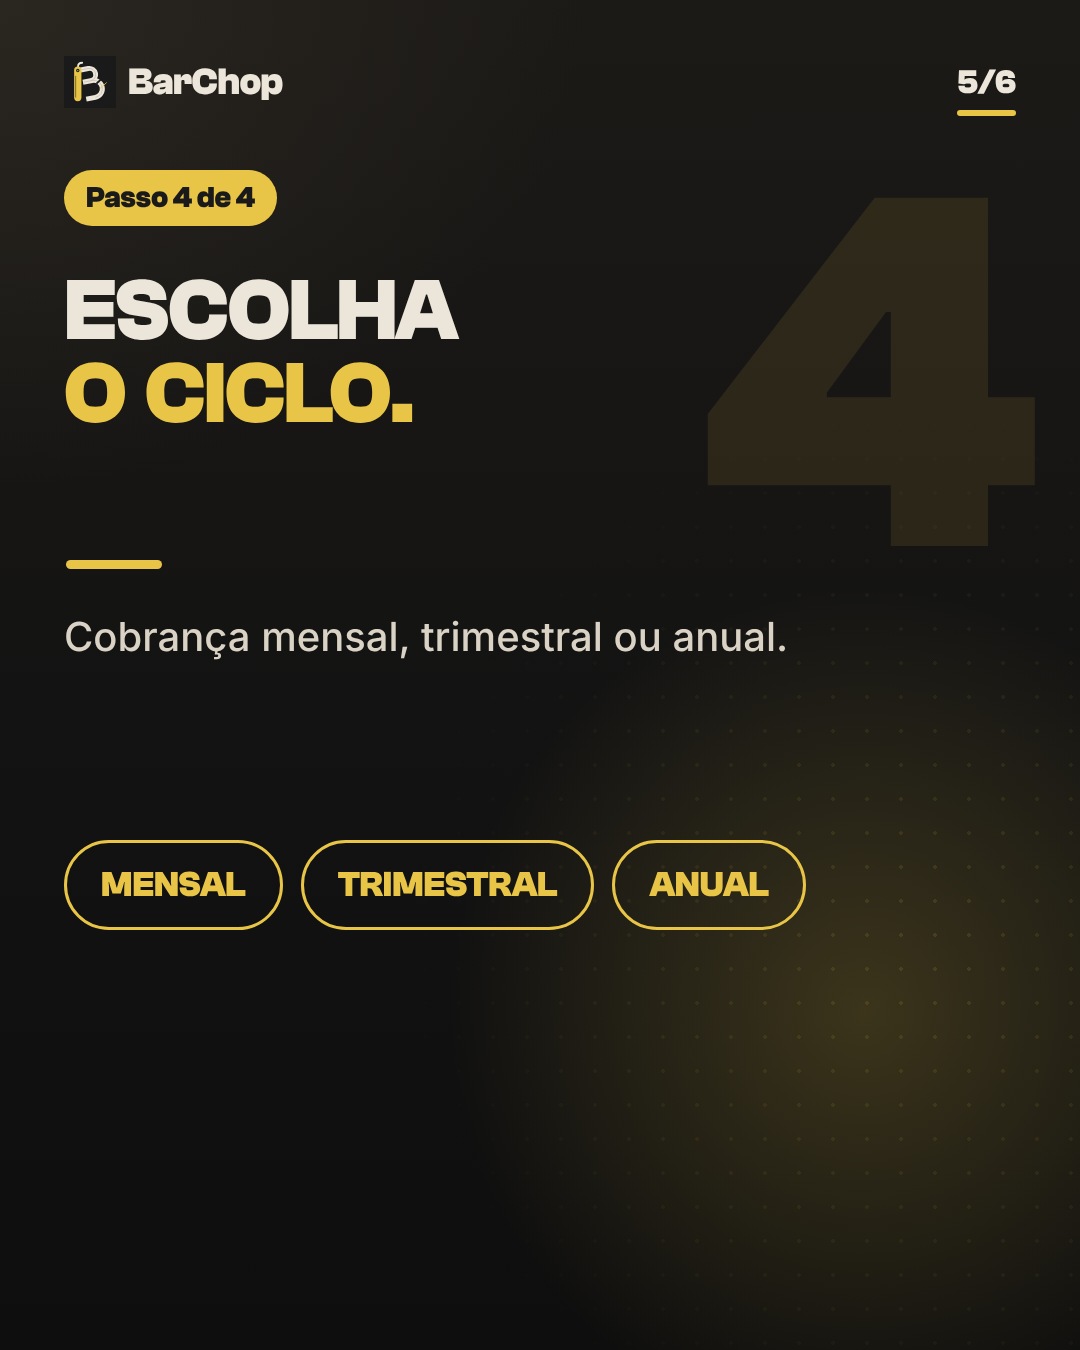 BarChop
5/6
Passo 4 de 4
4
ESCOLHA
O CICLO.
Cobrança mensal, trimestral ou anual.
MENSAL
TRIMESTRAL
ANUAL